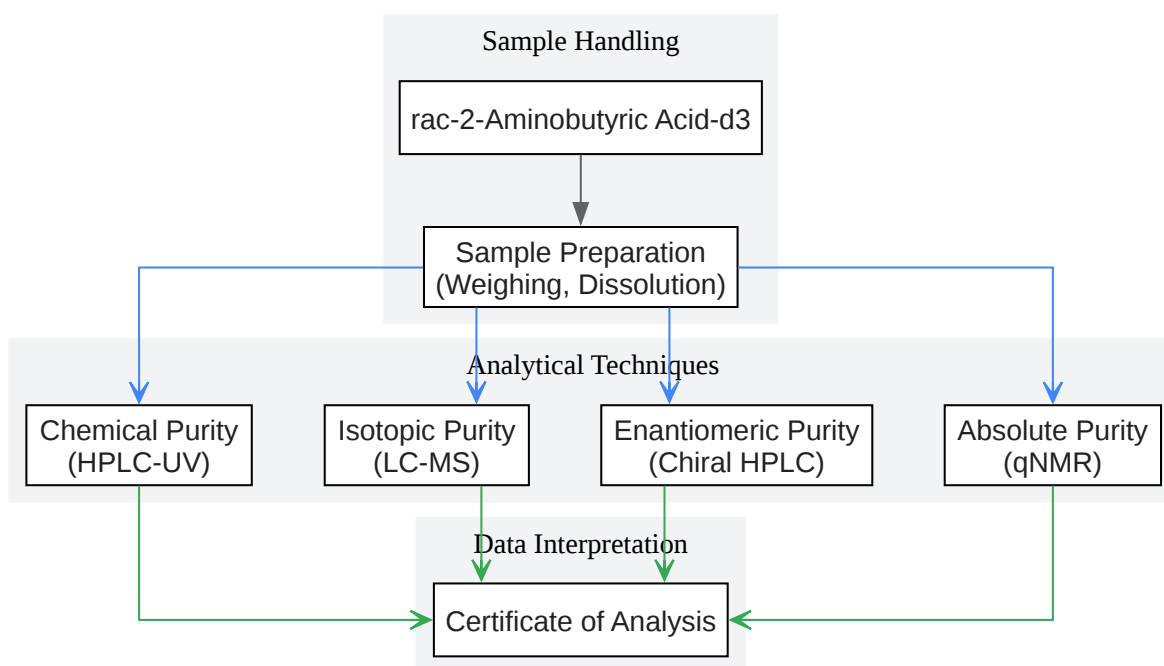 Sample Handling
rac-2-Aminobutyric Acid-d3
Sample Preparation
(Weighing, Dissolution)
Analytical Techniques
Chemical Purity
(HPLC-UV)
Isotopic Purity
(LC-MS)
Enantiomeric Purity
(Chiral HPLC)
Absolute Purity
(qNMR)
Data Interpretation
Certificate of Analysis